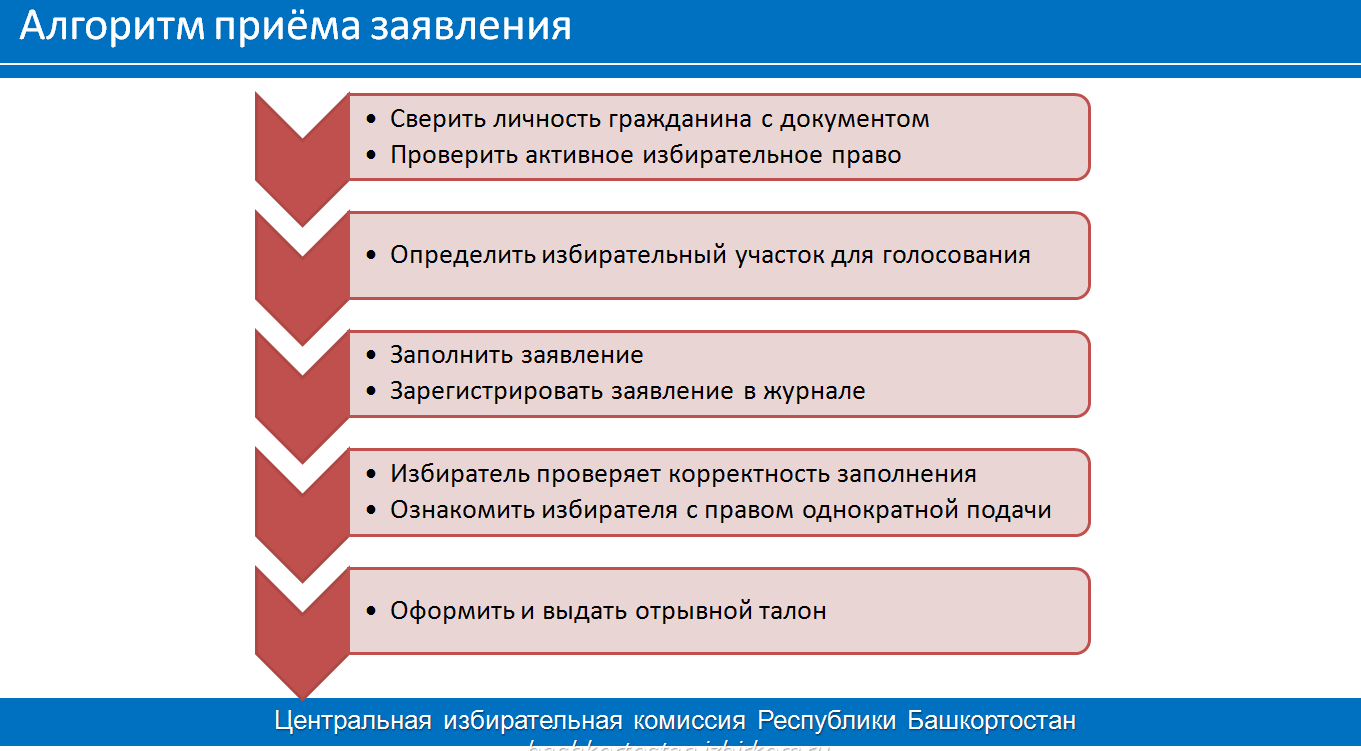 Алгоритм приёма заявления
• Сверить личность гражданина с документом
• Проверить активное избирательное право
• Определить избирательный участок для голосования
• Заполнить заявление
• Зарегистрировать заявление в журнале
• Избиратель проверяет корректность заполнения
• Ознакомить избирателя с правом однократной подачи
• Оформить и выдать отрывной талон
Центральная избирательная комиссия Республики Башкортостан